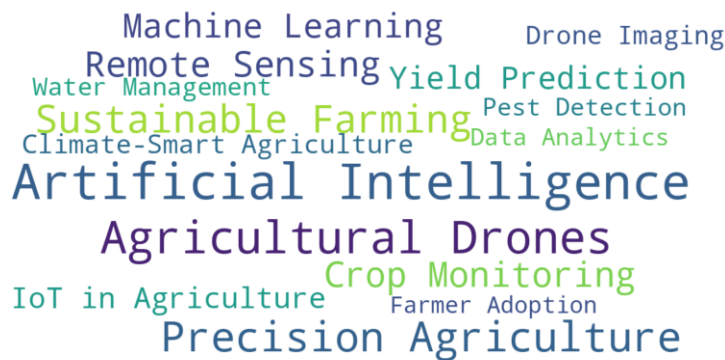 Machine Learning
Drone Imaging
Remote Sensing
Yield Prediction
Water Management
Pest Detection
Sustainable Farming
Data Analytics
Climate-Smart Agriculture
Artificial Intelligence
Agricultural Drones
Crop Monitoring
IoT in Agriculture
Farmer Adoption
Precision Agriculture